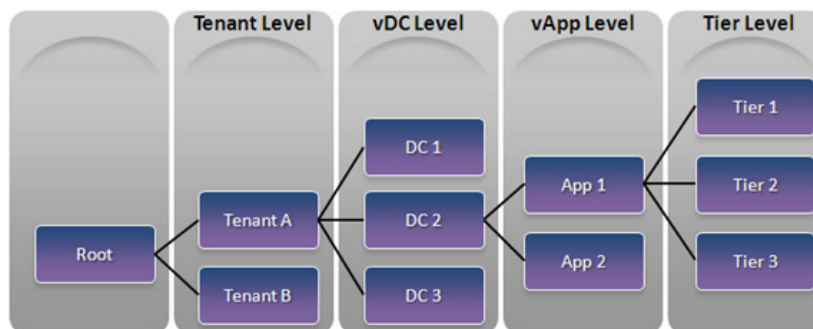 Tenant Level
vDC Level
vApp Level
Tier Level
Root
Tenant A
Tenant B
DC 1
DC 2
DC 3
App 1
App 2
Tier 1
Tier 2
Tier 3